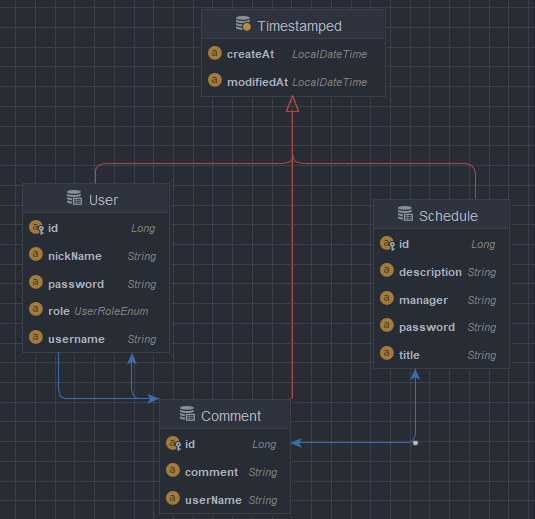 Timestamped
createAt LocalDateTime
modifiedAt LocalDateTime
User
id Long
nickName String
password String
role UserRoleEnum
username String
Schedule
id Long
description String
manager String
password String
title String
Comment
id Long
comment String
userName String